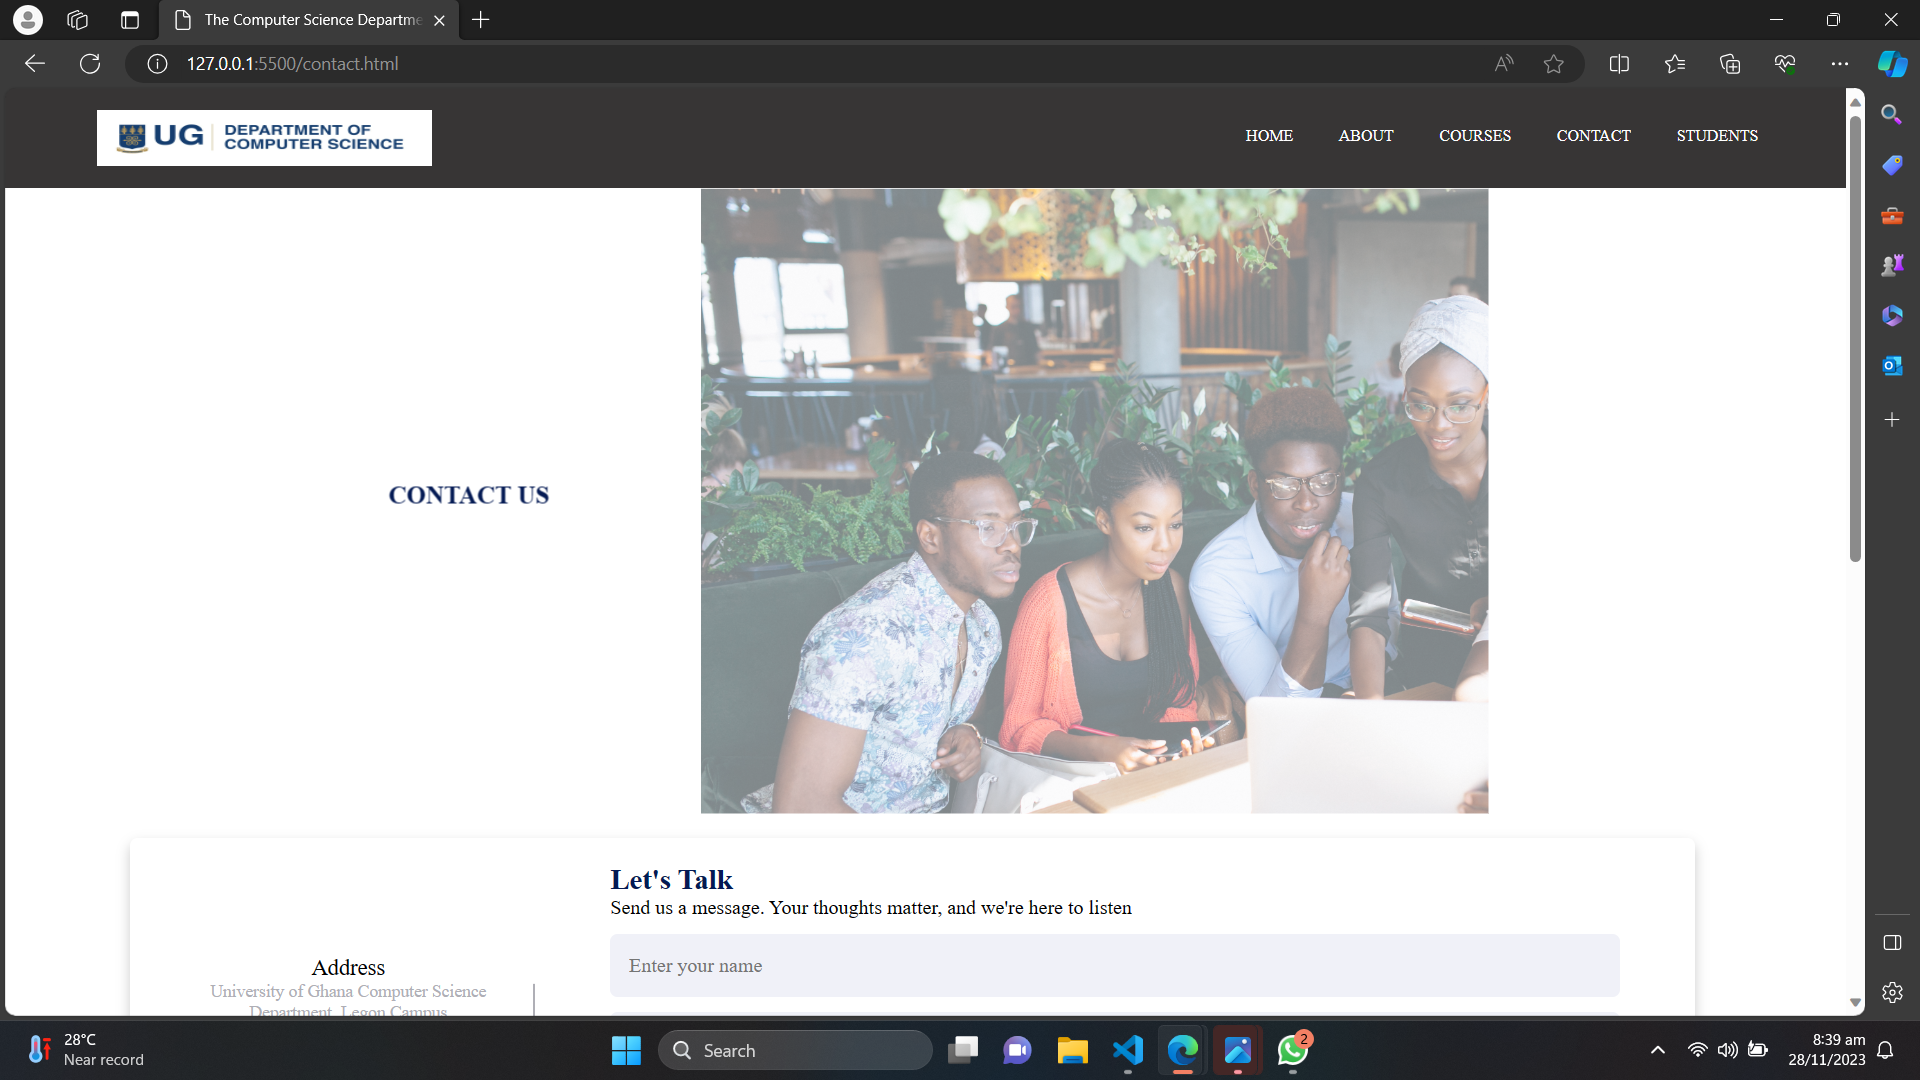 The Computer Science Departme
127.0.0.1:5500/contact.html
UG DEPARTMENT OF
COMPUTER SCIENCE
HOME ABOUT COURSES CONTACT STUDENTS
CONTACT US
Let's Talk
Send us a message. Your thoughts matter, and we're here to listen
Enter your name
Address
University of Ghana Computer Science
Department, Legon Campus
28°C
Near record
Search
2
8:39 am
28/11/2023